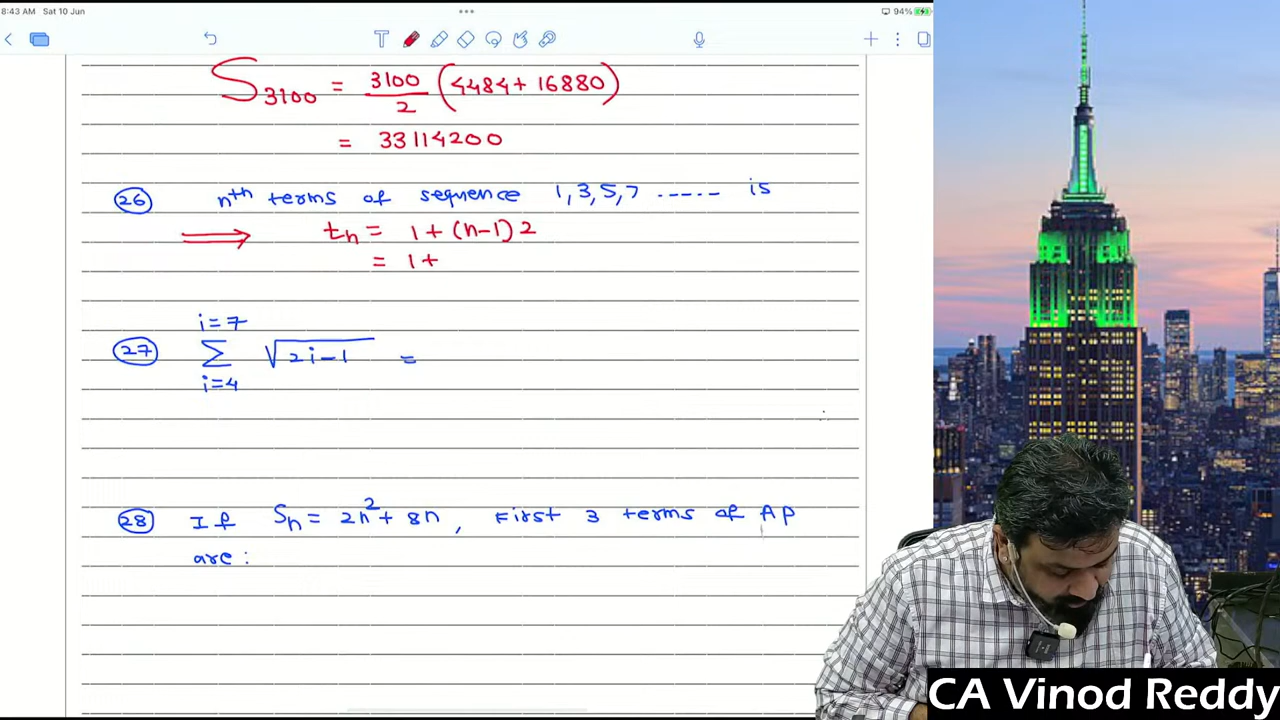 8:43 AM Sat 10 Jun
94%
S₃₁₀₀ = 3100/2 (4484 + 16880)
= 33114200
26 nᵗʰ terms of sequence 1, 3, 5, 7 ------ is
⟹ tₙ = 1 + (n-1) 2
= 1 +
i=7
27 Σ √(2i-1) =
i=4
28 If Sₙ = 2n² + 8n , First 3 terms of AP
are :
CA Vinod Reddy